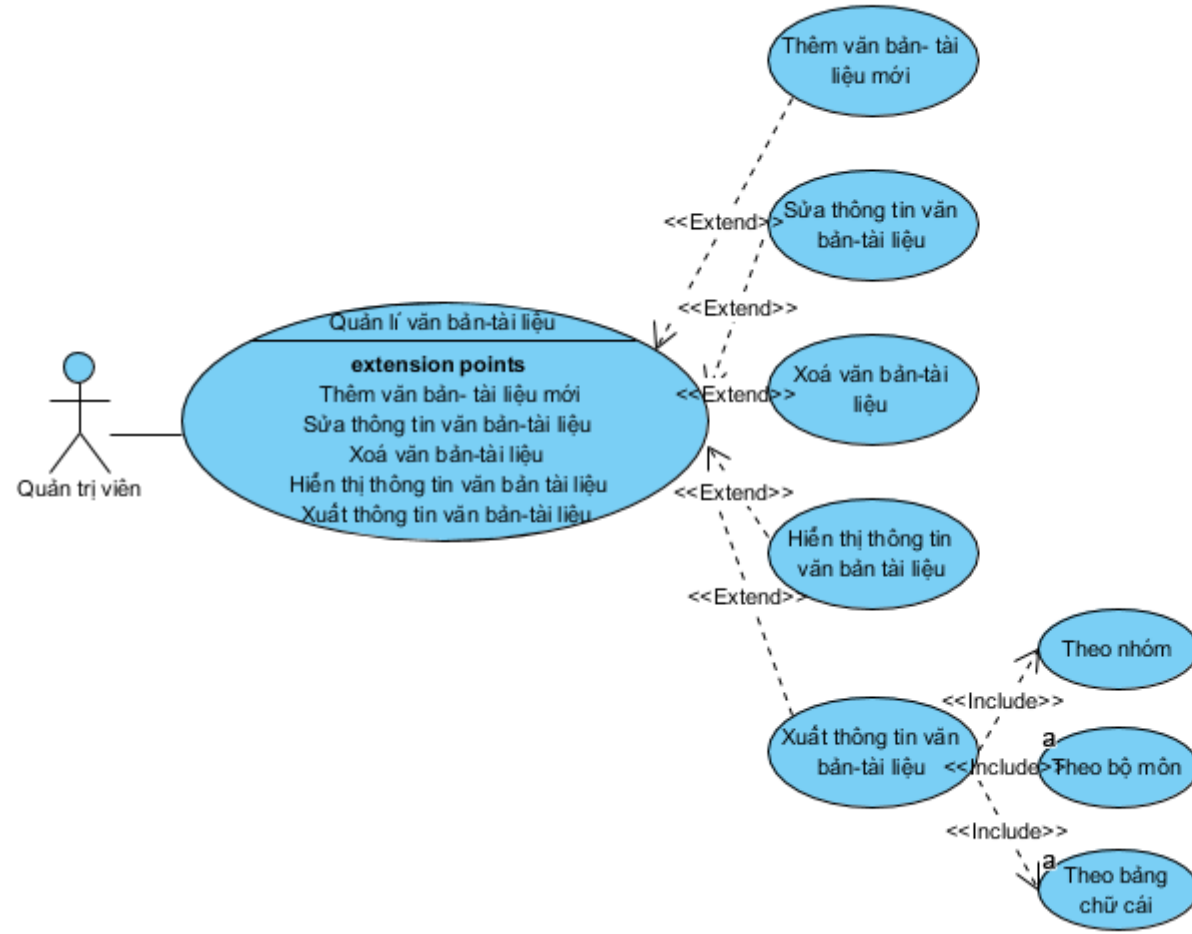 Thêm văn bản- tài
liệu mới
<<Extend>>
Sửa thông tin văn
bản-tài liệu
<<Extend>>
Quản lí văn bản-tài liệu
extension points
Thêm văn bản- tài liệu mới
Sửa thông tin văn bản-tài liệu
Xoá văn bản-tài liệu
Hiển thị thông tin văn bản tài liệu
Xuất thông tin văn bản-tài liệu
Quản trị viên
<<Extend>>
Xoá văn bản-tài
liệu
<<Extend>>
Hiển thị thông tin
văn bản tài liệu
<<Extend>>
Xuất thông tin văn
bản-tài liệu
<<Include>>
Theo nhóm
<<Include>>
a
Theo bộ môn
<<Include>>
a
Theo bảng
chữ cái